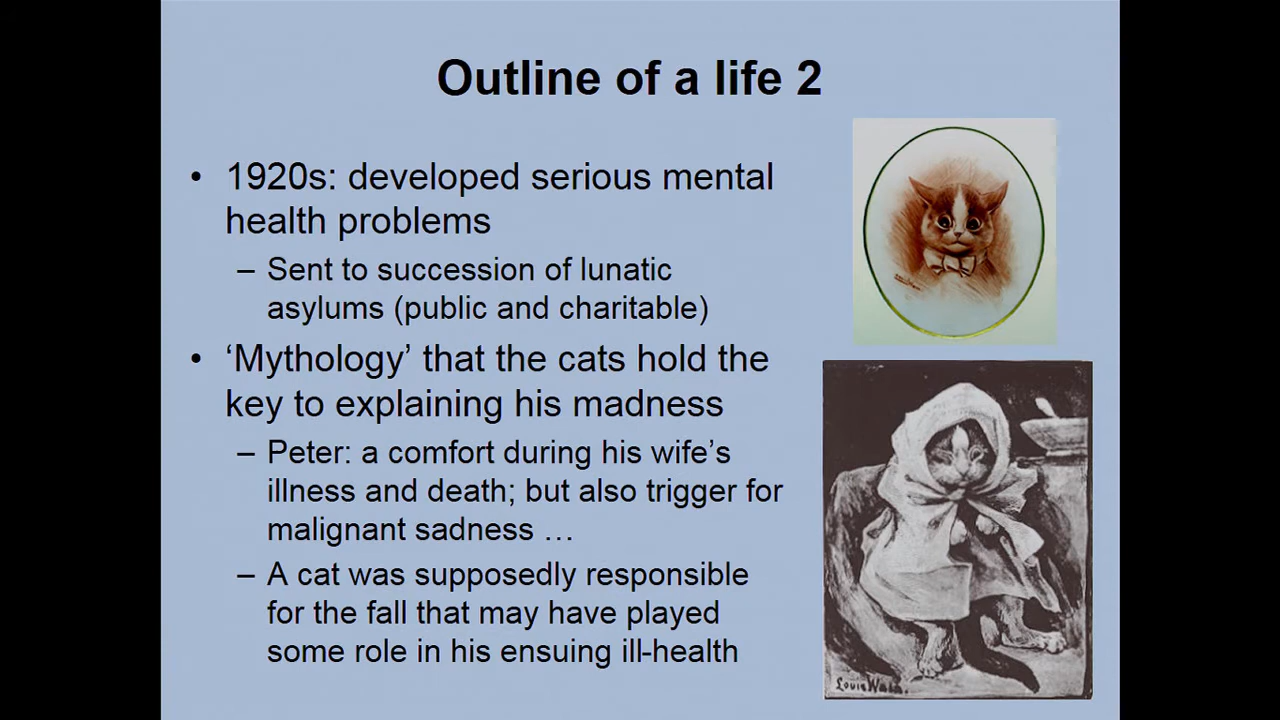 Outline of a life 2
• 1920s: developed serious mental
health problems
– Sent to succession of lunatic
asylums (public and charitable)
• ‘Mythology’ that the cats hold the
key to explaining his madness
– Peter: a comfort during his wife’s
illness and death; but also trigger for
malignant sadness …
– A cat was supposedly responsible
for the fall that may have played
some role in his ensuing ill-health
Louis Wain.